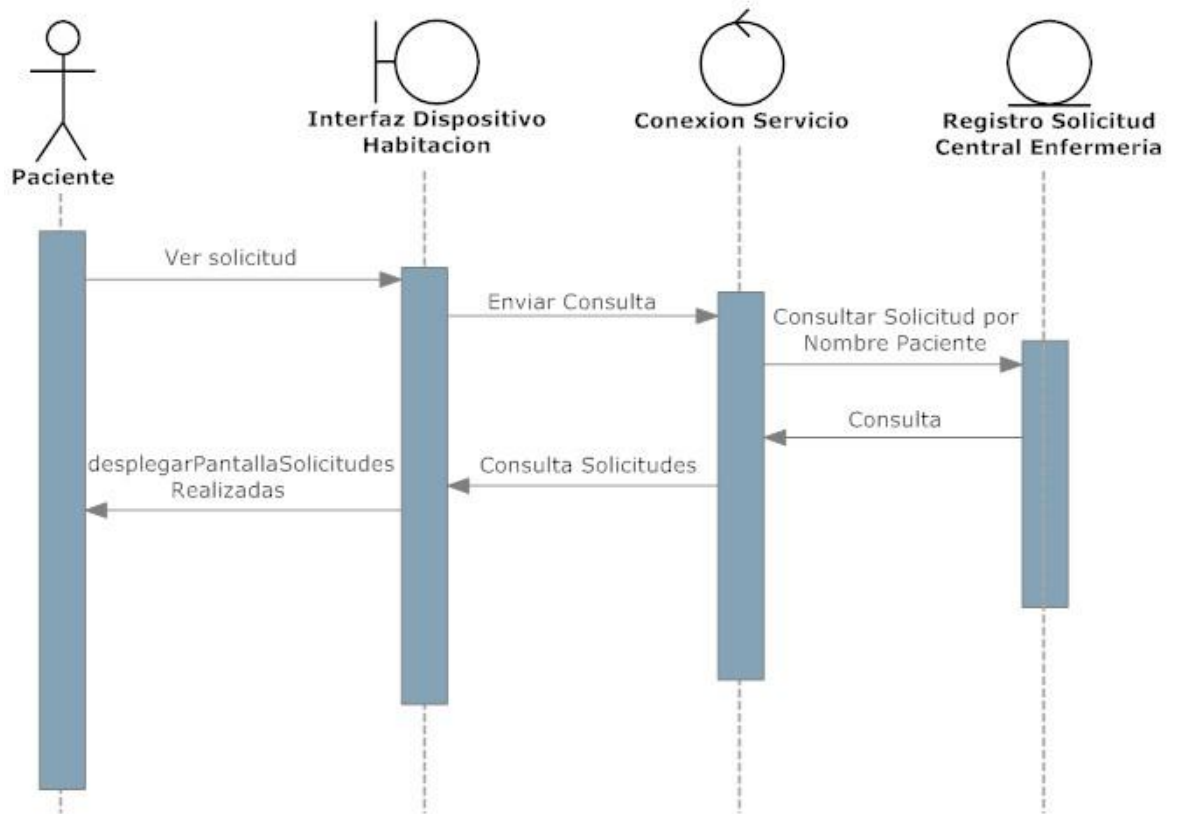 Paciente
Interfaz Dispositivo
Habitacion
Conexion Servicio
Registro Solicitud
Central Enfermeria
Ver solicitud
Enviar Consulta
Consultar Solicitud por
Nombre Paciente
Consulta
Consulta Solicitudes
desplegarPantallaSolicitudes
Realizadas